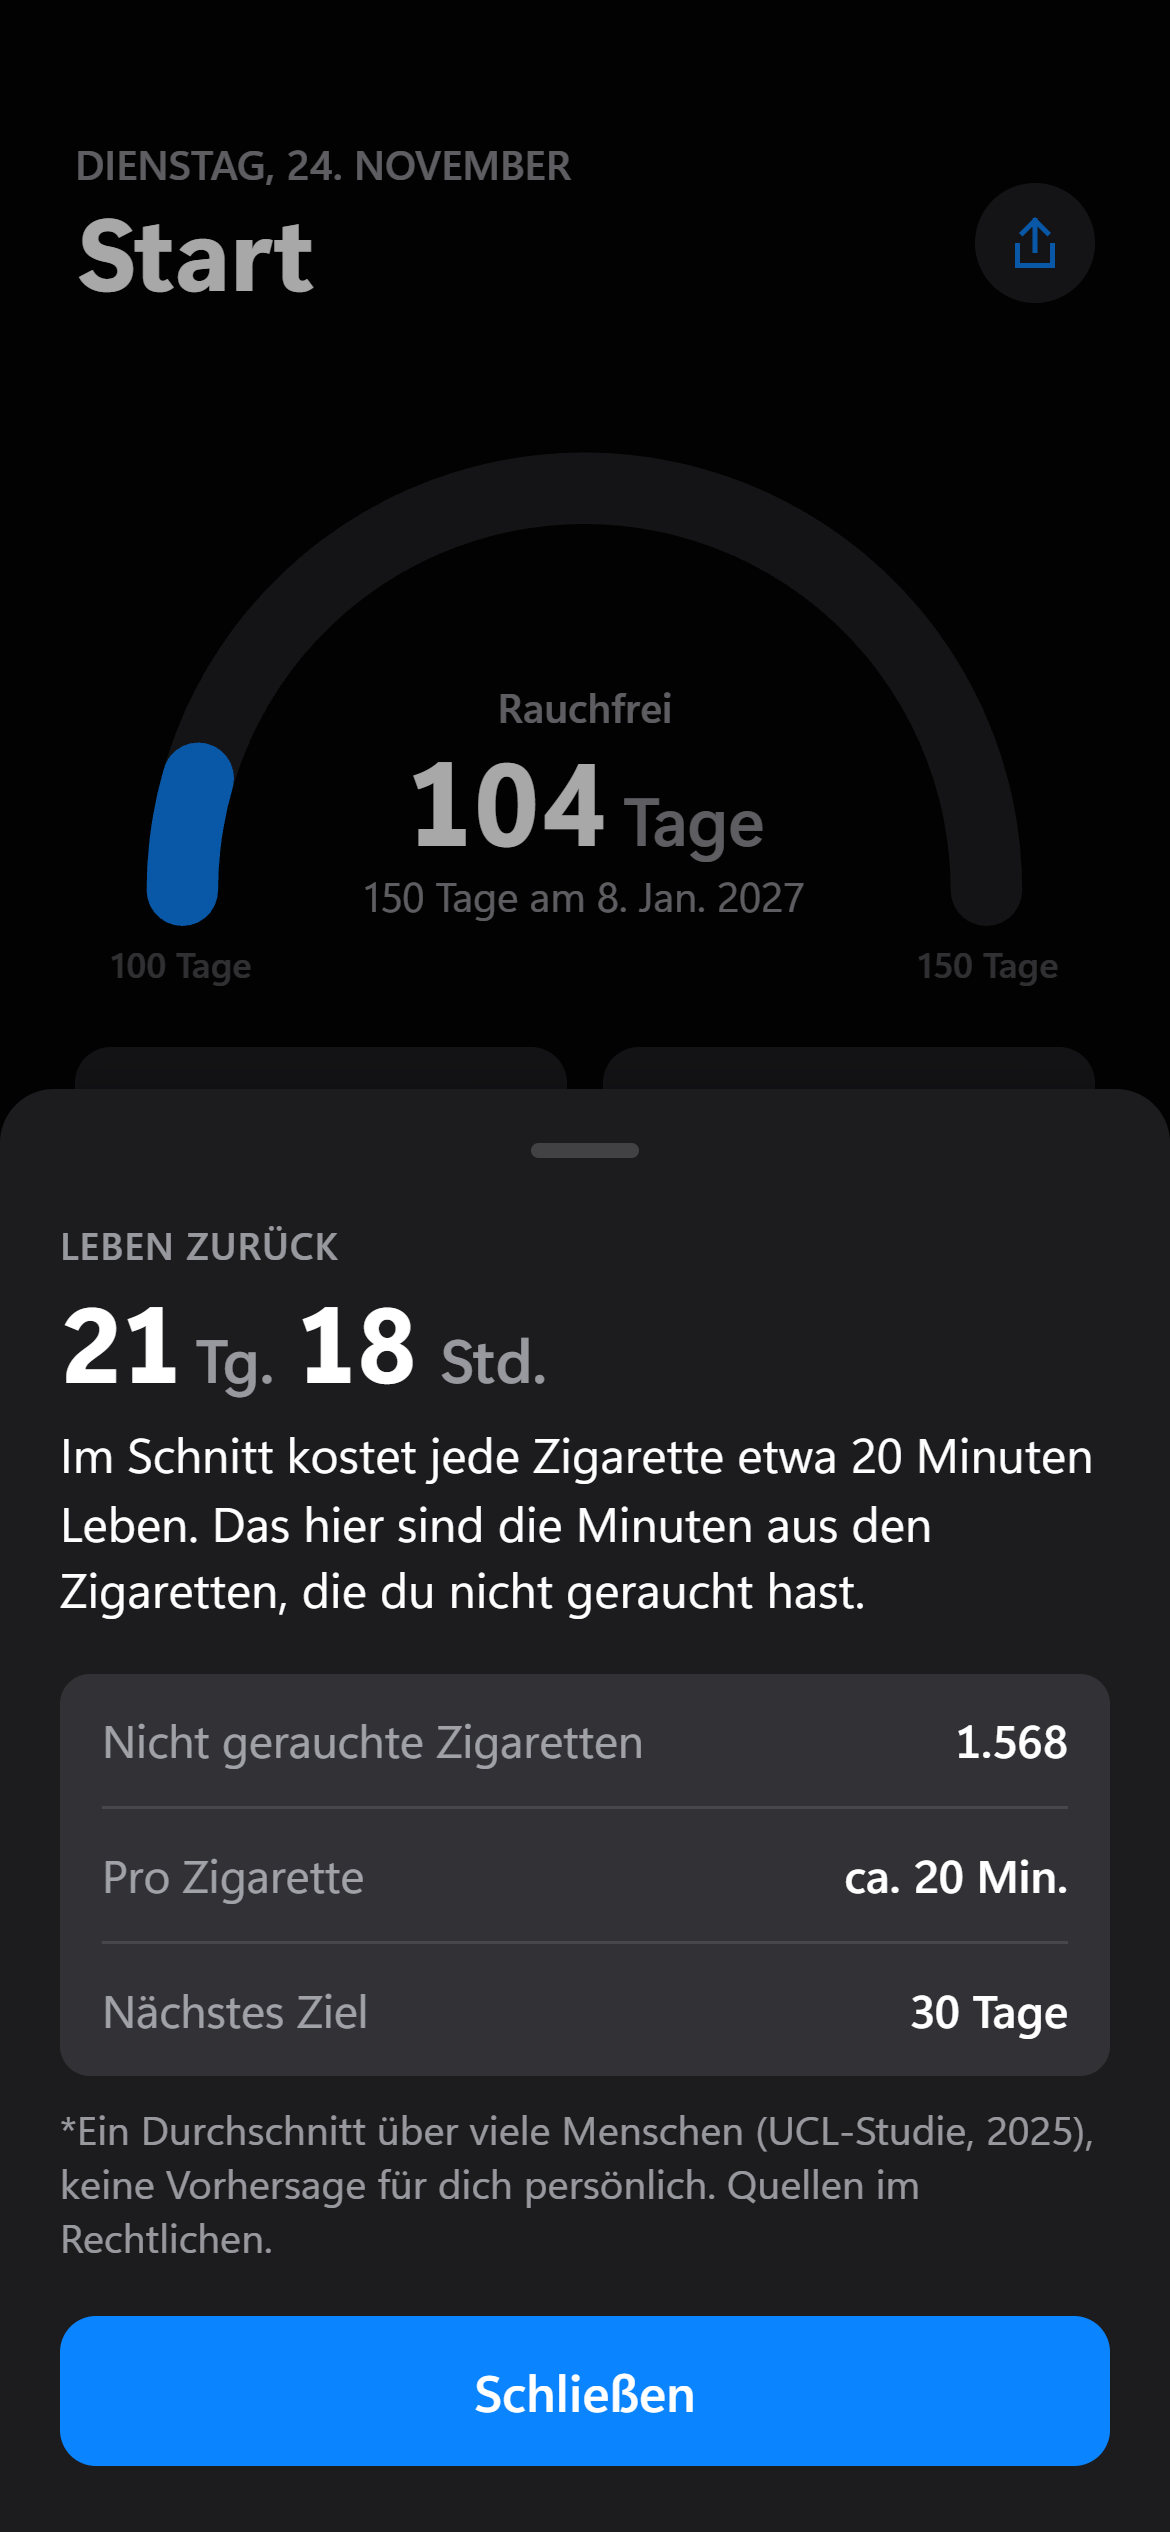 DIENSTAG, 24. NOVEMBER
Start
Rauchfrei
104 Tage
150 Tage am 8. Jan. 2027
100 Tage
150 Tage
LEBEN ZURÜCK
21 Tg. 18 Std.
Im Schnitt kostet jede Zigarette etwa 20 Minuten
Leben. Das hier sind die Minuten aus den
Zigaretten, die du nicht geraucht hast.
Nicht gerauchte Zigaretten 1.568
Pro Zigarette ca. 20 Min.
Nächstes Ziel 30 Tage
*Ein Durchschnitt über viele Menschen (UCL-Studie, 2025),
keine Vorhersage für dich persönlich. Quellen im
Rechtlichen.
Schließen